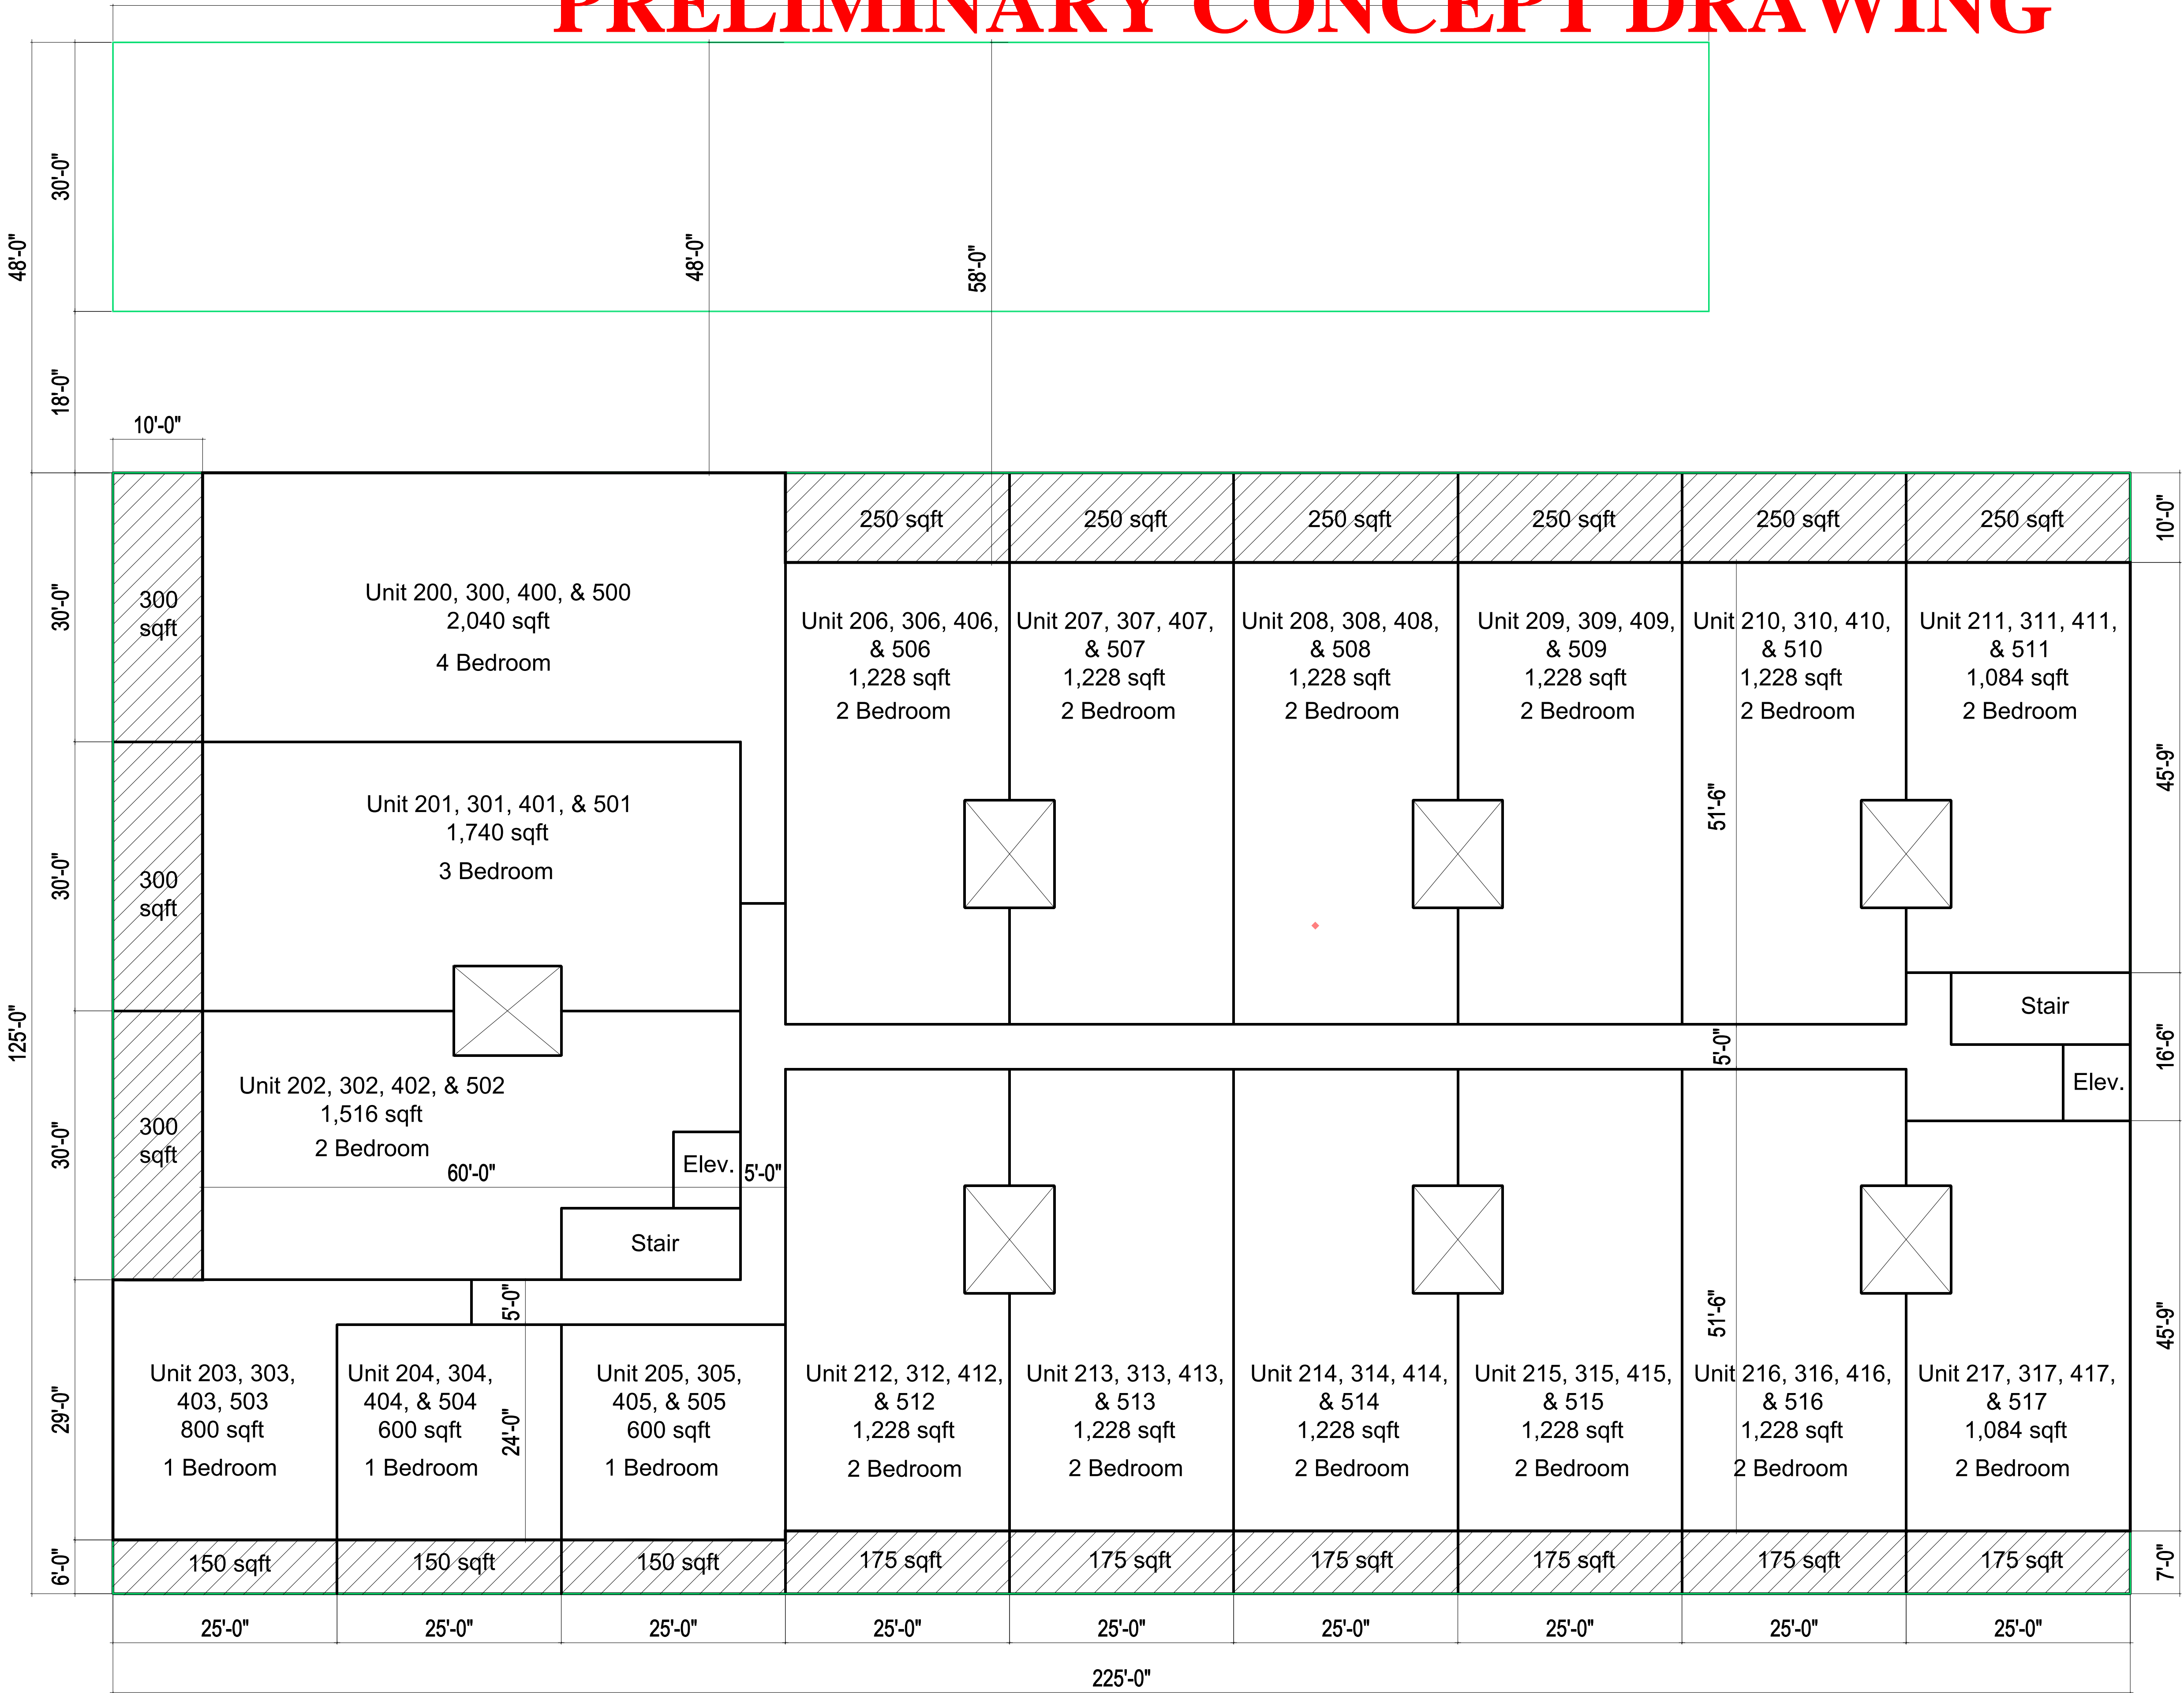 PRELIMINARY CONCEPT DRAWING
30'-0"
48'-0"
48'-0"
58'-0"
18'-0"
10'-0"
250 sqft
250 sqft
250 sqft
250 sqft
250 sqft
250 sqft
10'-0"
30'-0"
300
sqft
Unit 200, 300, 400, & 500
2,040 sqft
4 Bedroom
Unit 206, 306, 406,
& 506
1,228 sqft
2 Bedroom
Unit 207, 307, 407,
& 507
1,228 sqft
2 Bedroom
Unit 208, 308, 408,
& 508
1,228 sqft
2 Bedroom
Unit 209, 309, 409,
& 509
1,228 sqft
2 Bedroom
Unit 210, 310, 410,
& 510
1,228 sqft
2 Bedroom
Unit 211, 311, 411,
& 511
1,084 sqft
2 Bedroom
45'-9"
51'-6"
30'-0"
300
sqft
Unit 201, 301, 401, & 501
1,740 sqft
3 Bedroom
125'-0"
Stair
5'-0"
16'-6"
Elev.
30'-0"
300
sqft
Unit 202, 302, 402, & 502
1,516 sqft
2 Bedroom
60'-0"
Elev.
5'-0"
Stair
5'-0"
51'-6"
45'-9"
29'-0"
Unit 203, 303,
403, 503
800 sqft
1 Bedroom
Unit 204, 304,
404, & 504
600 sqft
1 Bedroom
24'-0"
Unit 205, 305,
405, & 505
600 sqft
1 Bedroom
Unit 212, 312, 412,
& 512
1,228 sqft
2 Bedroom
Unit 213, 313, 413,
& 513
1,228 sqft
2 Bedroom
Unit 214, 314, 414,
& 514
1,228 sqft
2 Bedroom
Unit 215, 315, 415,
& 515
1,228 sqft
2 Bedroom
Unit 216, 316, 416,
& 516
1,228 sqft
2 Bedroom
Unit 217, 317, 417,
& 517
1,084 sqft
2 Bedroom
6'-0"
150 sqft
150 sqft
150 sqft
175 sqft
175 sqft
175 sqft
175 sqft
175 sqft
175 sqft
7'-0"
25'-0"
25'-0"
25'-0"
25'-0"
25'-0"
25'-0"
25'-0"
25'-0"
25'-0"
225'-0"